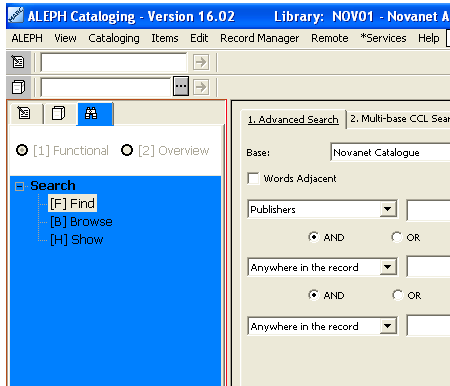 ALEPH Cataloging - Version 16.02 Library: NOV01 - Novanet A
ALEPH View Cataloging Items Edit Record Manager Remote *Services Help
1. Advanced Search 2. Multi-base CCL Sear
[1] Functional [2] Overview
Base: Novanet Catalogue
Words Adjacent
Search
[F] Find
Publishers
[B] Browse
[H] Show
AND OR
Anywhere in the record
AND OR
Anywhere in the record